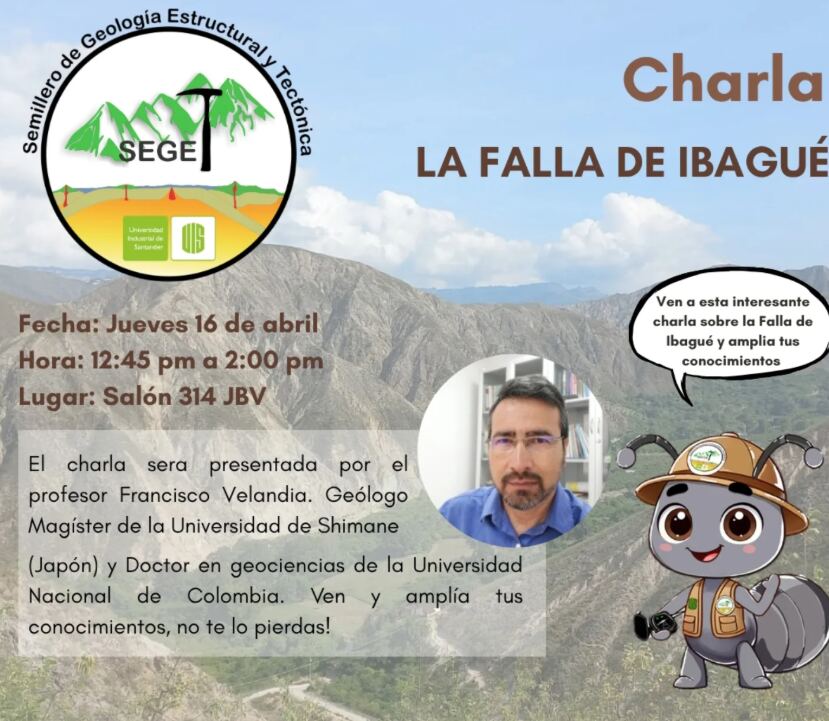 Semillero de Geología Estructural y Tectónica
SEGET
Universidad
Industrial de
Santander
UIS
Charla
LA FALLA DE IBAGUÉ
Fecha: Jueves 16 de abril
Hora: 12:45 pm a 2:00 pm
Lugar: Salón 314 JBV
Ven a esta interesante
charla sobre la Falla de
Ibagué y amplia tus
conocimientos
El charla sera presentada por el
profesor Francisco Velandia. Geólogo
Magíster de la Universidad de Shimane
(Japón) y Doctor en geociencias de la Universidad
Nacional de Colombia. Ven y amplía tus
conocimientos, no te lo pierdas!